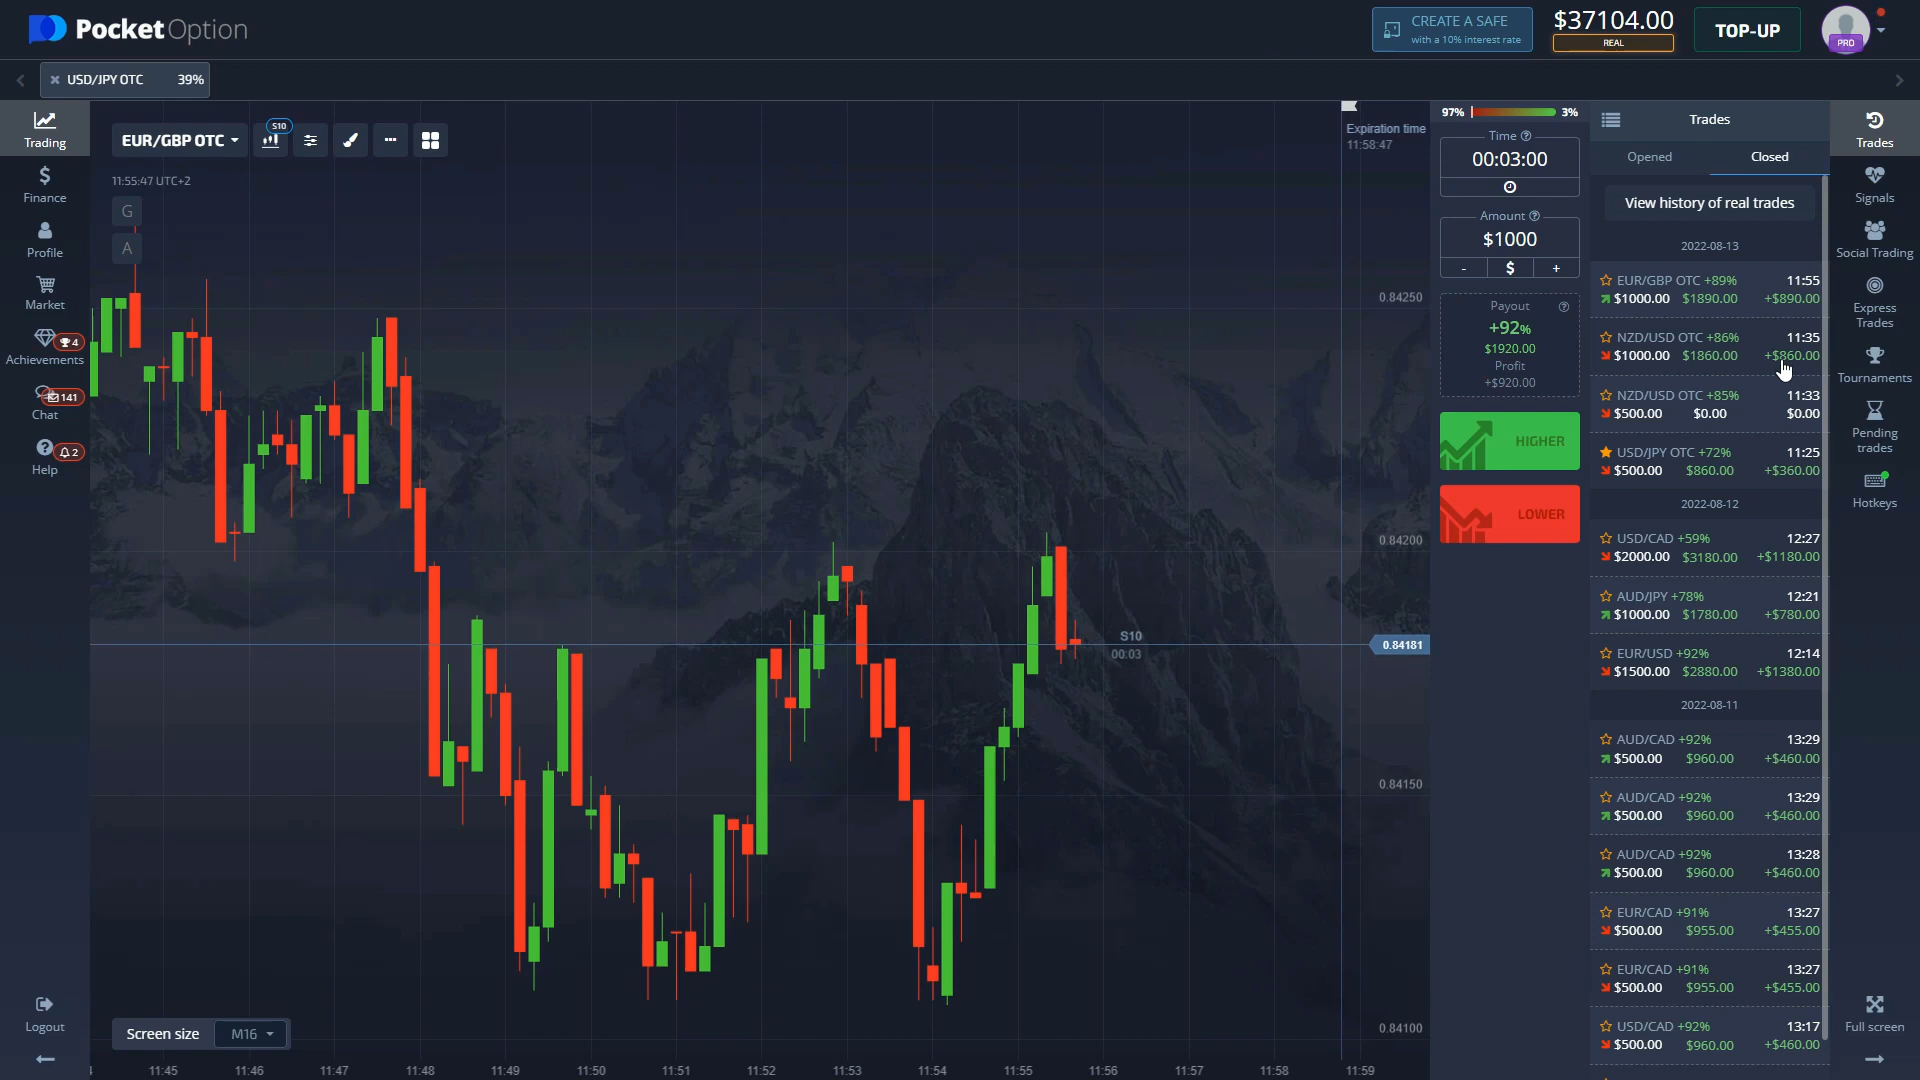 PocketOption
CREATE A SAFE
with a 10% interest rate
$37104.00
REAL
TOP-UP
PRO
USD/JPY OTC 39%
Trading
Finance
Profile
Market
4
Achievements
141
Chat
2
Help
Logout
EUR/GBP OTC
S10
11:55:47 UTC+2
G
A
Expiration time
11:58:47
0.84250
0.84200
S10
00:03
0.84181
0.84150
0.84100
Screen size M16
11:45 11:46 11:47 11:48 11:49 11:50 11:51 11:52 11:53 11:54 11:55 11:56 11:57 11:58 11:59
97% 3%
Time
00:03:00
Amount
$1000
- $ +
Payout
+92%
$1920.00
Profit
+$920.00
HIGHER
LOWER
Trades
Opened Closed
View history of real trades
2022-08-13
EUR/GBP OTC +89% 11:55
$1000.00 $1890.00 +$890.00
NZD/USD OTC +86% 11:35
$1000.00 $1860.00 +$860.00
NZD/USD OTC +85% 11:33
$500.00 $0.00 $0.00
USD/JPY OTC +72% 11:25
$500.00 $860.00 +$360.00
2022-08-12
USD/CAD +59% 12:27
$2000.00 $3180.00 +$1180.00
AUD/JPY +78% 12:21
$1000.00 $1780.00 +$780.00
EUR/USD +92% 12:14
$1500.00 $2880.00 +$1380.00
2022-08-11
AUD/CAD +92% 13:29
$500.00 $960.00 +$460.00
AUD/CAD +92% 13:29
$500.00 $960.00 +$460.00
AUD/CAD +92% 13:28
$500.00 $960.00 +$460.00
EUR/CAD +91% 13:27
$500.00 $955.00 +$455.00
EUR/CAD +91% 13:27
$500.00 $955.00 +$455.00
USD/CAD +92% 13:17
$500.00 $960.00 +$460.00
Trades
Signals
Social Trading
Express
Trades
Tournaments
Pending
trades
Hotkeys
Full screen